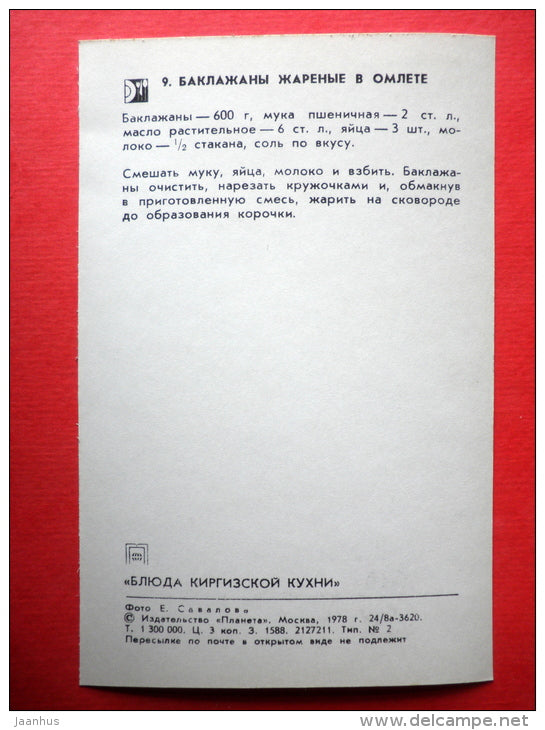 9. БАКЛАЖАНЫ ЖАРЕНЫЕ В ОМЛЕТЕ
Баклажаны — 600 г, мука пшеничная — 2 ст. л.,
масло растительное — 6 ст. л., яйца — 3 шт., мо-
локо — 1/2 стакана, соль по вкусу.
Смешать муку, яйца, молоко и взбить. Баклажа-
ны очистить, нарезать кружочками и, обмакнув
в приготовленную смесь, жарить на сковороде
до образования корочки.
«БЛЮДА КИРГИЗСКОЙ КУХНИ»
Фото Е. Савалова
© Издательство «Планета». Москва, 1978 г. 24/8а-3620.
Т. 1 300 000. Ц. 3 коп. З. 1588. 2127211. Тип. № 2
Пересылке по почте в открытом виде не подлежит
Jaanhus
www.delcampe.net